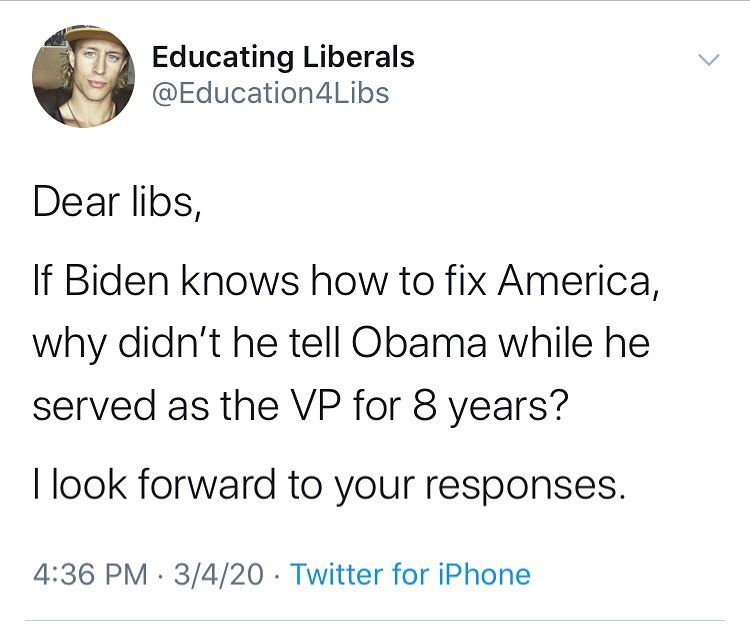 Educating Liberals
@Education4Libs
Dear libs,
If Biden knows how to fix America,
why didn't he tell Obama while he
served as the VP for 8 years?
I look forward to your responses.
4:36 PM · 3/4/20 · Twitter for iPhone